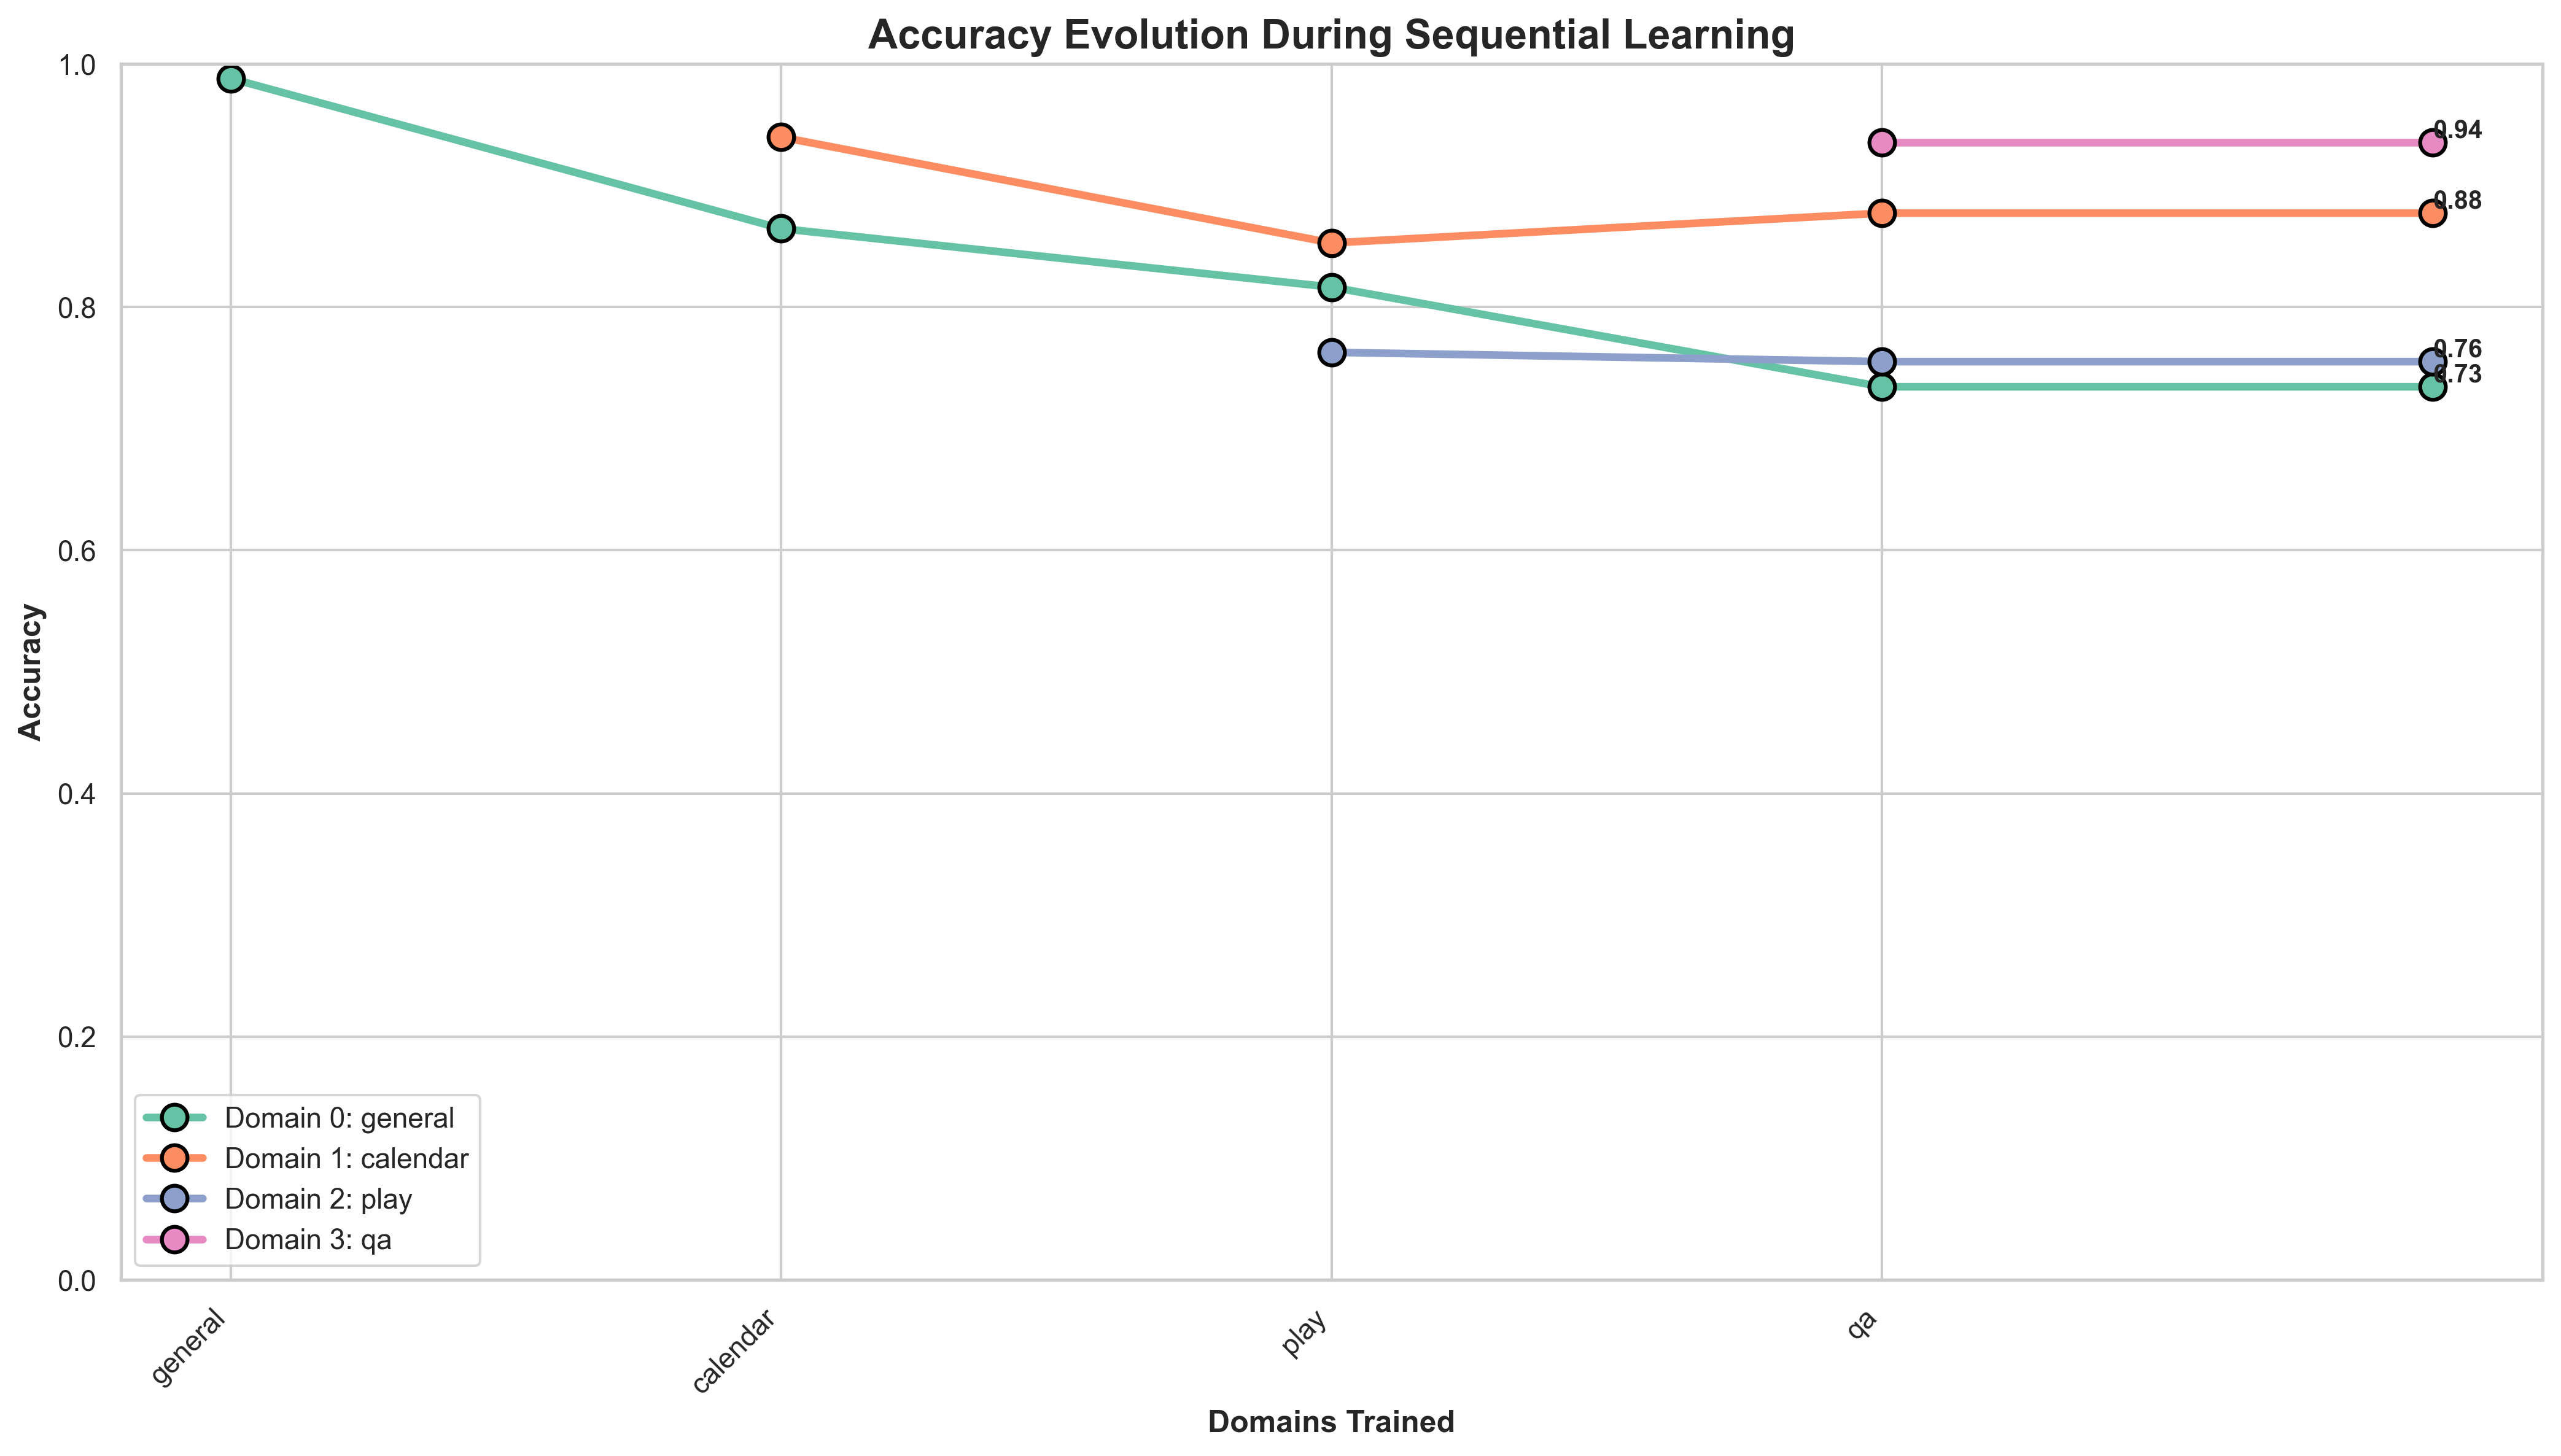 Accuracy Evolution During Sequential Learning
1.0
0.8
0.6
0.4
0.2
0.0
Accuracy
0.94
0.88
0.76
0.73
Domain 0: general
Domain 1: calendar
Domain 2: play
Domain 3: qa
general
calendar
play
qa
Domains Trained